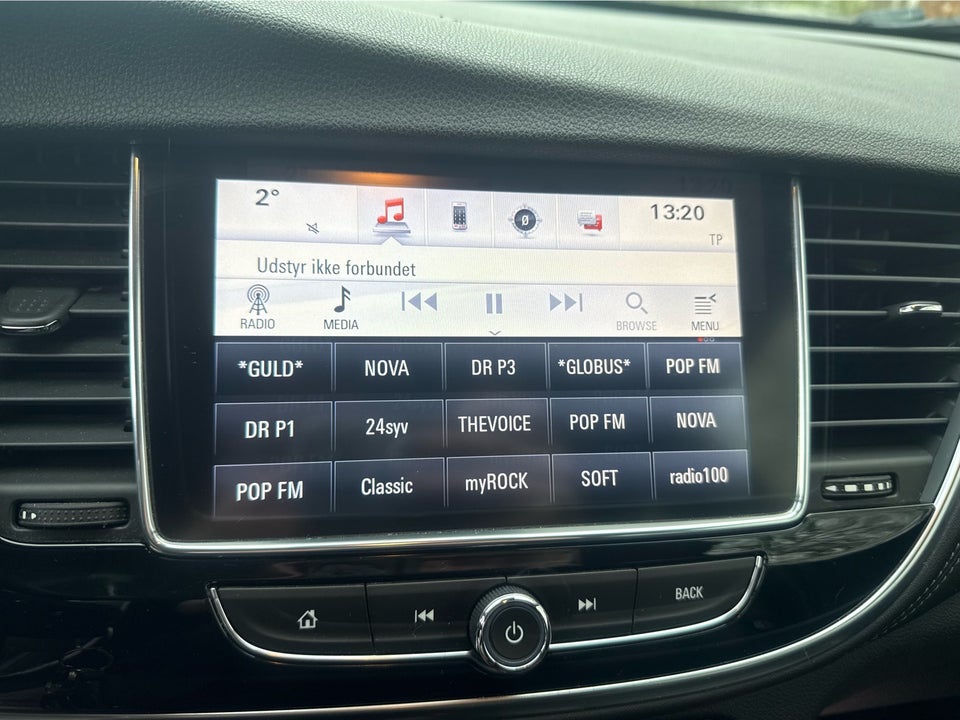 2° 13:20
TP
Udstyr ikke forbundet
RADIO MEDIA BROWSE MENU
*GULD* NOVA DR P3 *GLOBUS* POP FM
DR P1 24syv THEVOICE POP FM NOVA
POP FM Classic myROCK SOFT radio100
BACK